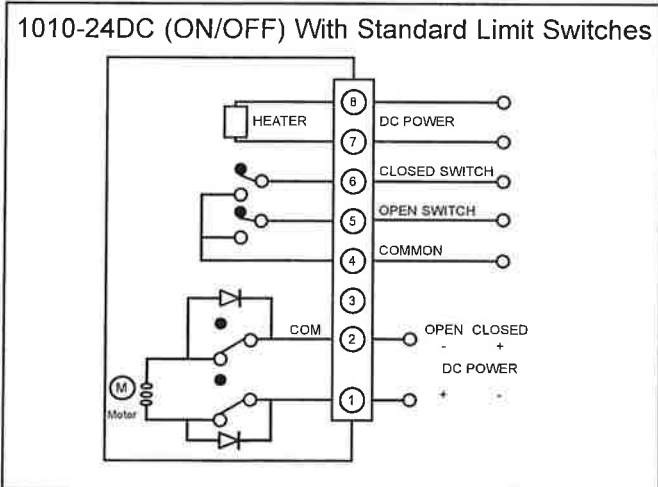 1010-24DC (ON/OFF) With Standard Limit Switches
8
HEATER
DC POWER
7
6
CLOSED SWITCH
5
OPEN SWITCH
4
COMMON
3
COM
2
OPEN CLOSED
- +
DC POWER
M
Motor
1
+ -